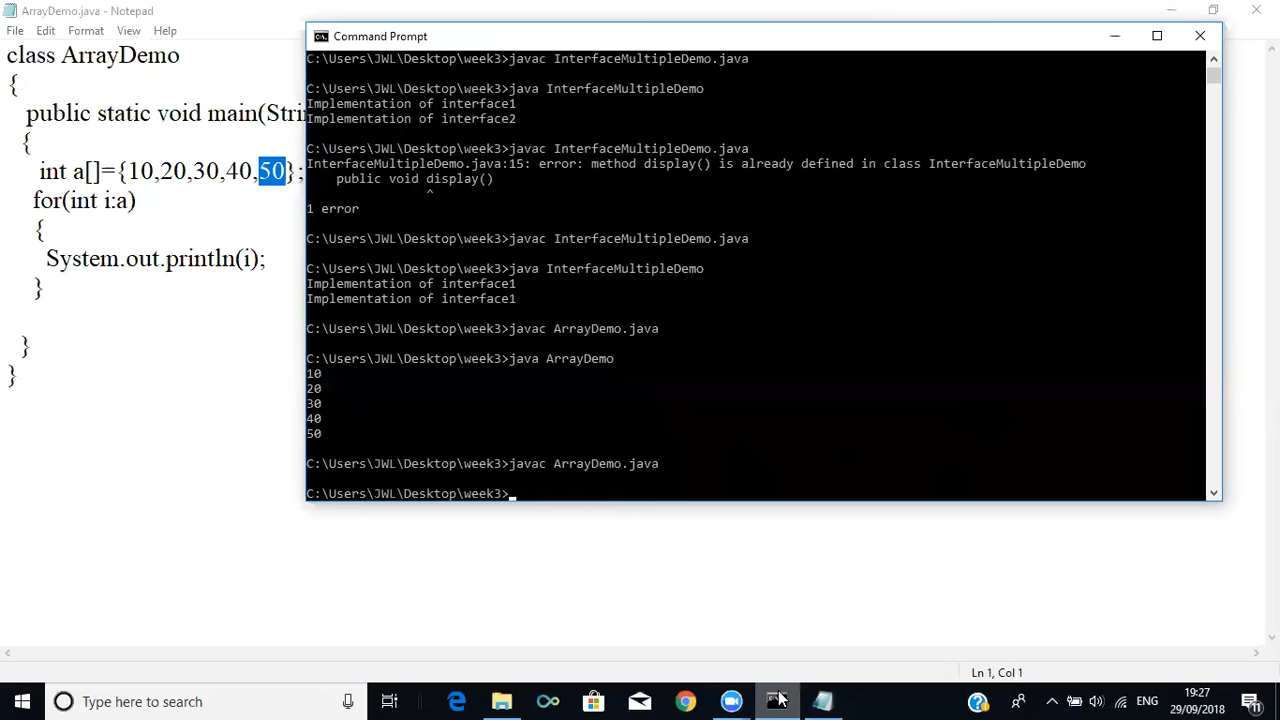 ArrayDemo.java - Notepad
File Edit Format View Help
class ArrayDemo
{
public static void main(Stri
{
int a[]={10,20,30,40,50};
for(int i:a)
{
System.out.println(i);
}
}
}
Command Prompt
C:\Users\JWL\Desktop\week3>javac InterfaceMultipleDemo.java
C:\Users\JWL\Desktop\week3>java InterfaceMultipleDemo
Implementation of interface1
Implementation of interface2
C:\Users\JWL\Desktop\week3>javac InterfaceMultipleDemo.java
InterfaceMultipleDemo.java:15: error: method display() is already defined in class InterfaceMultipleDemo
public void display()
^
1 error
C:\Users\JWL\Desktop\week3>javac InterfaceMultipleDemo.java
C:\Users\JWL\Desktop\week3>java InterfaceMultipleDemo
Implementation of interface1
Implementation of interface1
C:\Users\JWL\Desktop\week3>javac ArrayDemo.java
C:\Users\JWL\Desktop\week3>java ArrayDemo
10
20
30
40
50
C:\Users\JWL\Desktop\week3>javac ArrayDemo.java
C:\Users\JWL\Desktop\week3>
Ln 1, Col 1
Type here to search
ENG
19:27
29/09/2018
11